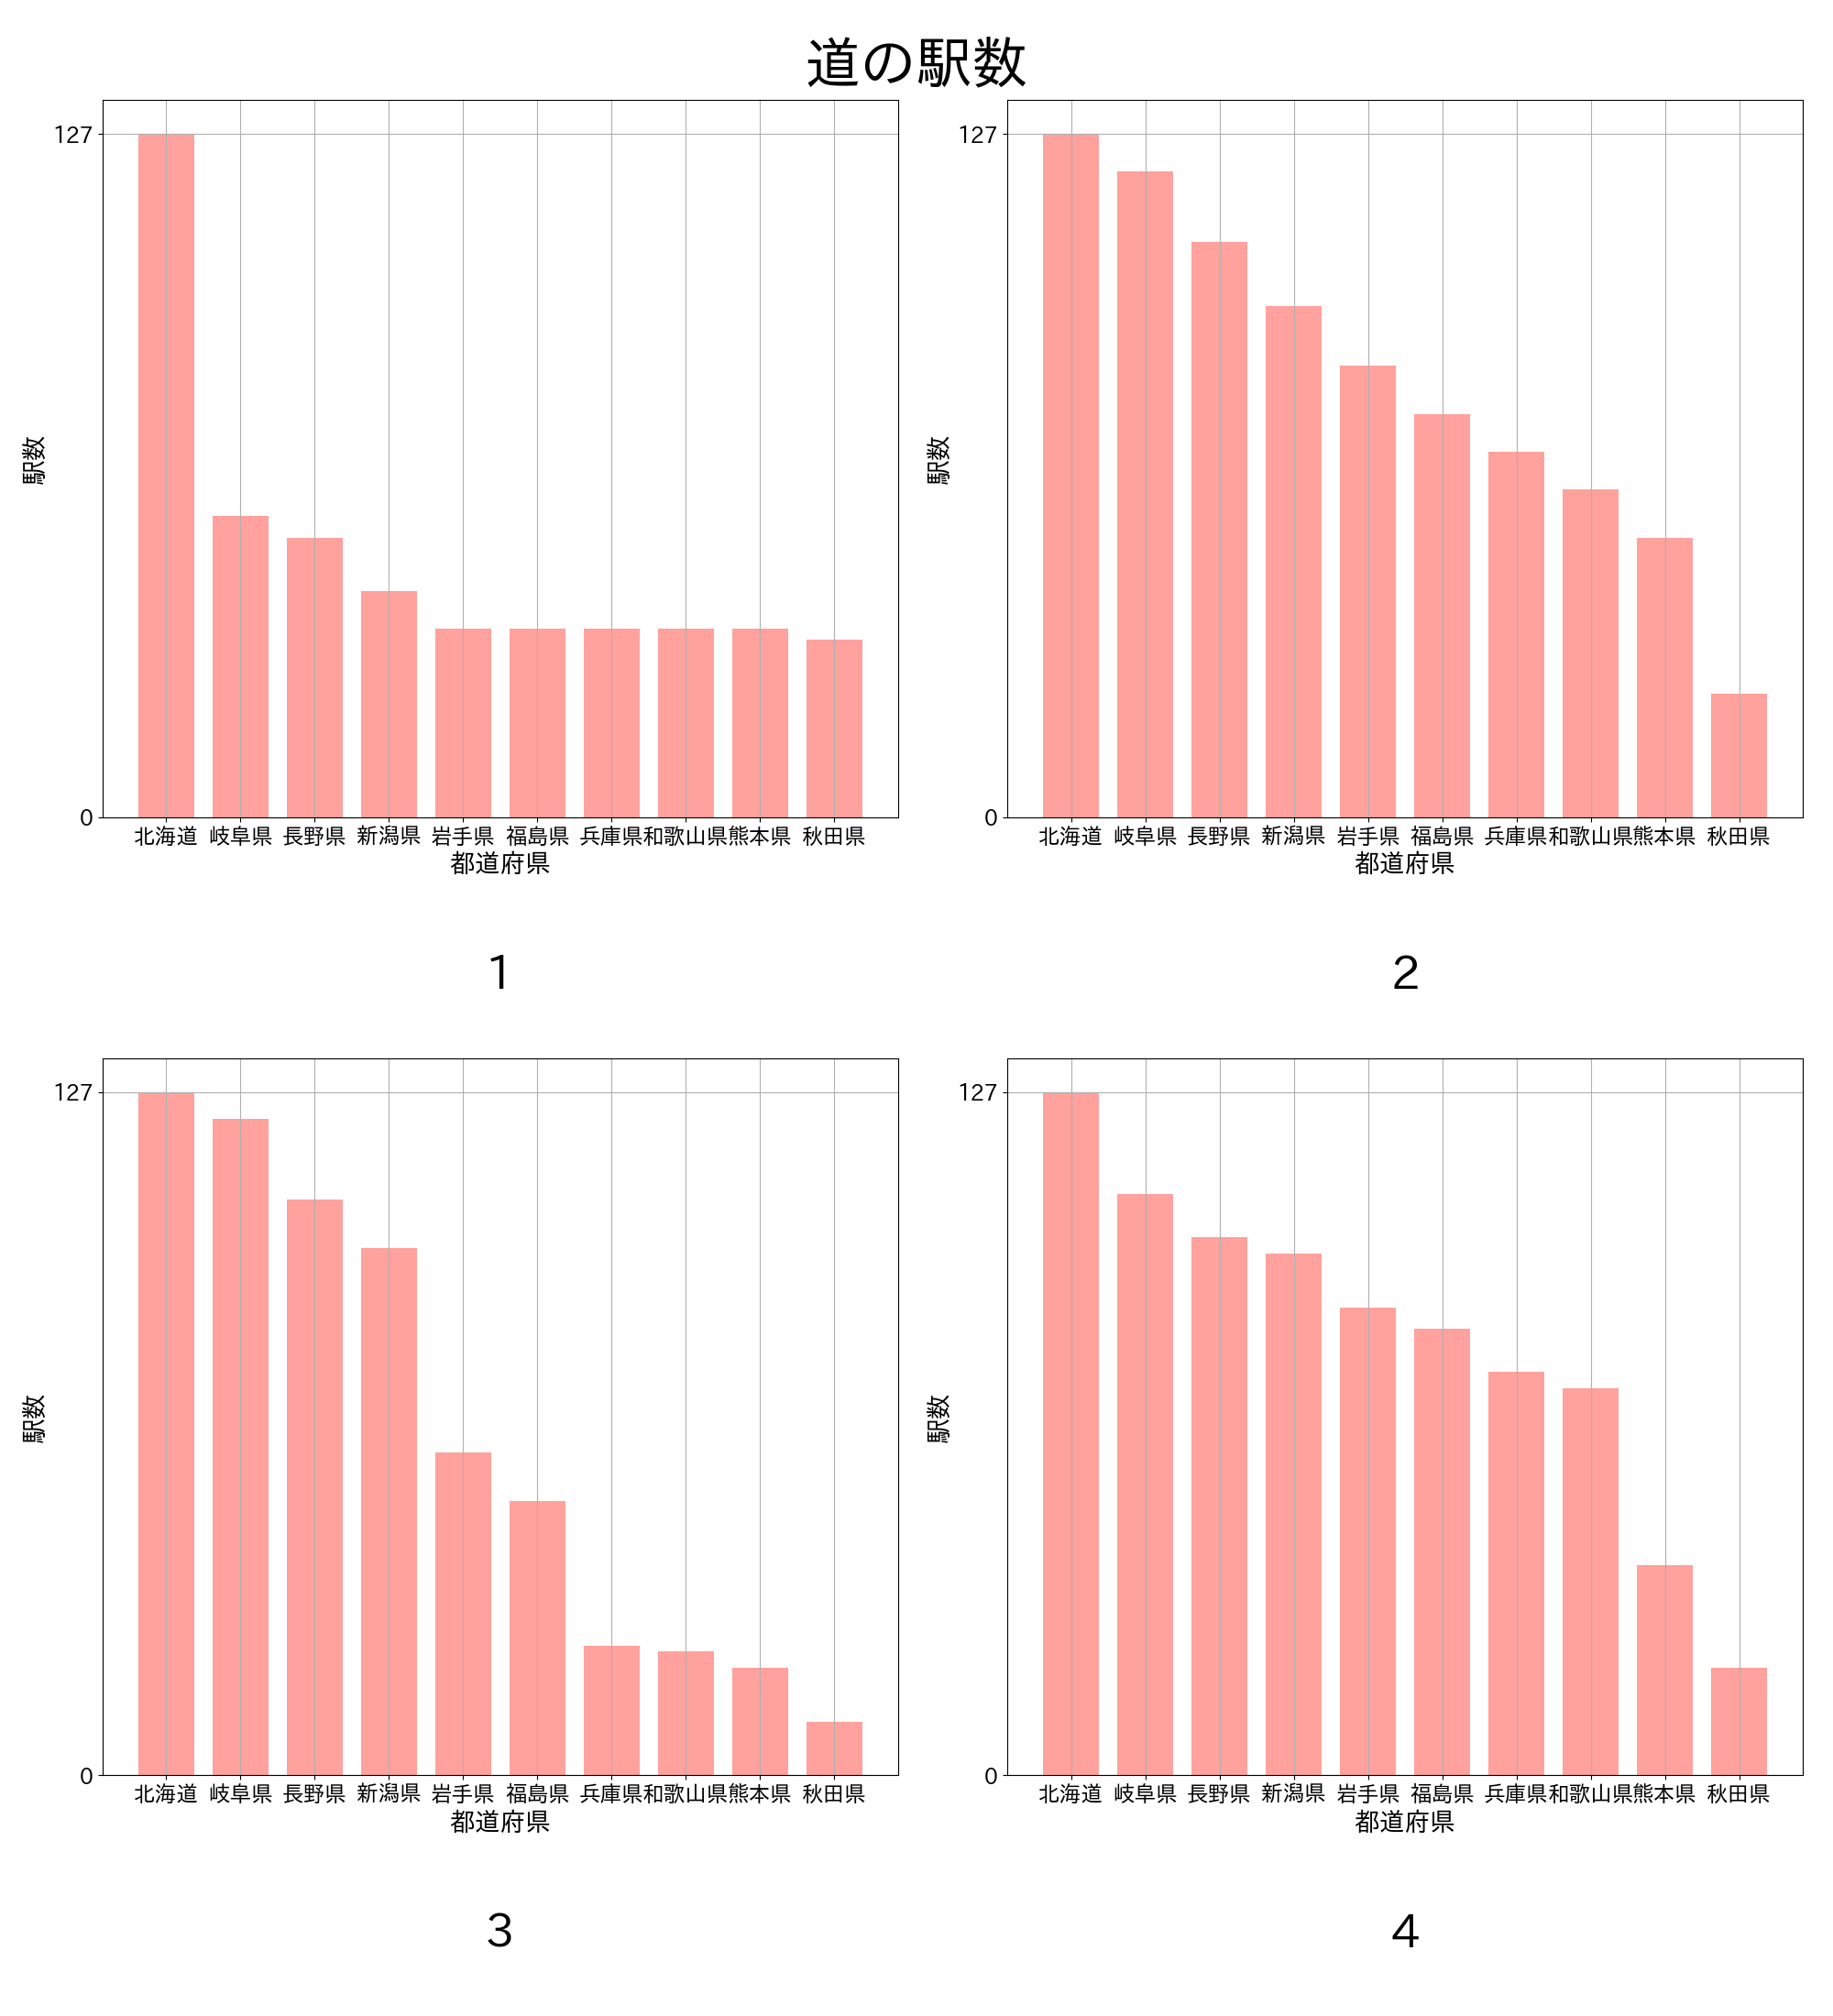 道の駅数
127
0
駅数
北海道 岐阜県 長野県 新潟県 岩手県 福島県 兵庫県 和歌山県 熊本県 秋田県
都道府県
1
127
0
駅数
北海道 岐阜県 長野県 新潟県 岩手県 福島県 兵庫県 和歌山県 熊本県 秋田県
都道府県
2
127
0
駅数
北海道 岐阜県 長野県 新潟県 岩手県 福島県 兵庫県 和歌山県 熊本県 秋田県
都道府県
3
127
0
駅数
北海道 岐阜県 長野県 新潟県 岩手県 福島県 兵庫県 和歌山県 熊本県 秋田県
都道府県
4